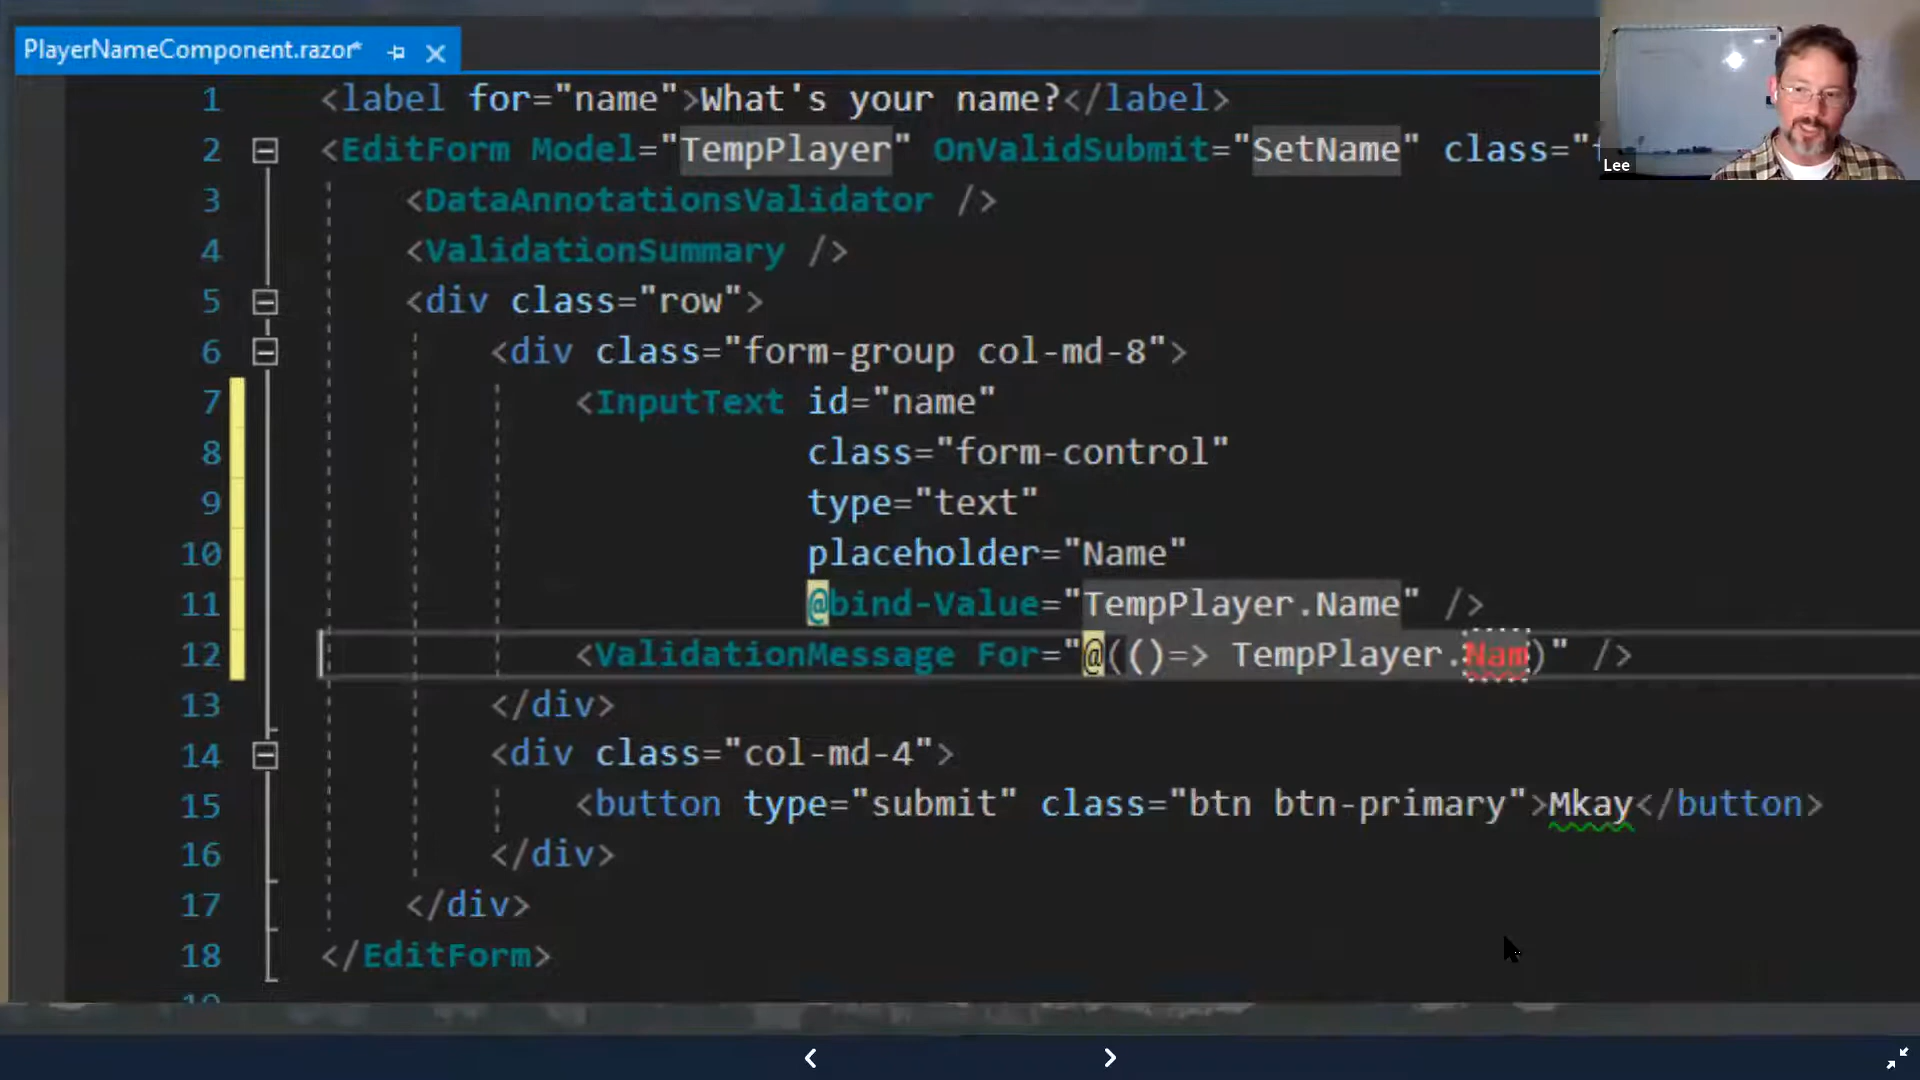 PlayerNameComponent.razor*
Lee
1 <label for="name">What's your name?</label>
2 <EditForm Model="TempPlayer" OnValidSubmit="SetName" class="
3 <DataAnnotationsValidator />
4 <ValidationSummary />
5 <div class="row">
6 <div class="form-group col-md-8">
7 <InputText id="name"
8 class="form-control"
9 type="text"
10 placeholder="Name"
11 @bind-Value="TempPlayer.Name" />
12 <ValidationMessage For="@(()=> TempPlayer.Nam)" />
13 </div>
14 <div class="col-md-4">
15 <button type="submit" class="btn btn-primary">Mkay</button>
16 </div>
17 </div>
18 </EditForm>